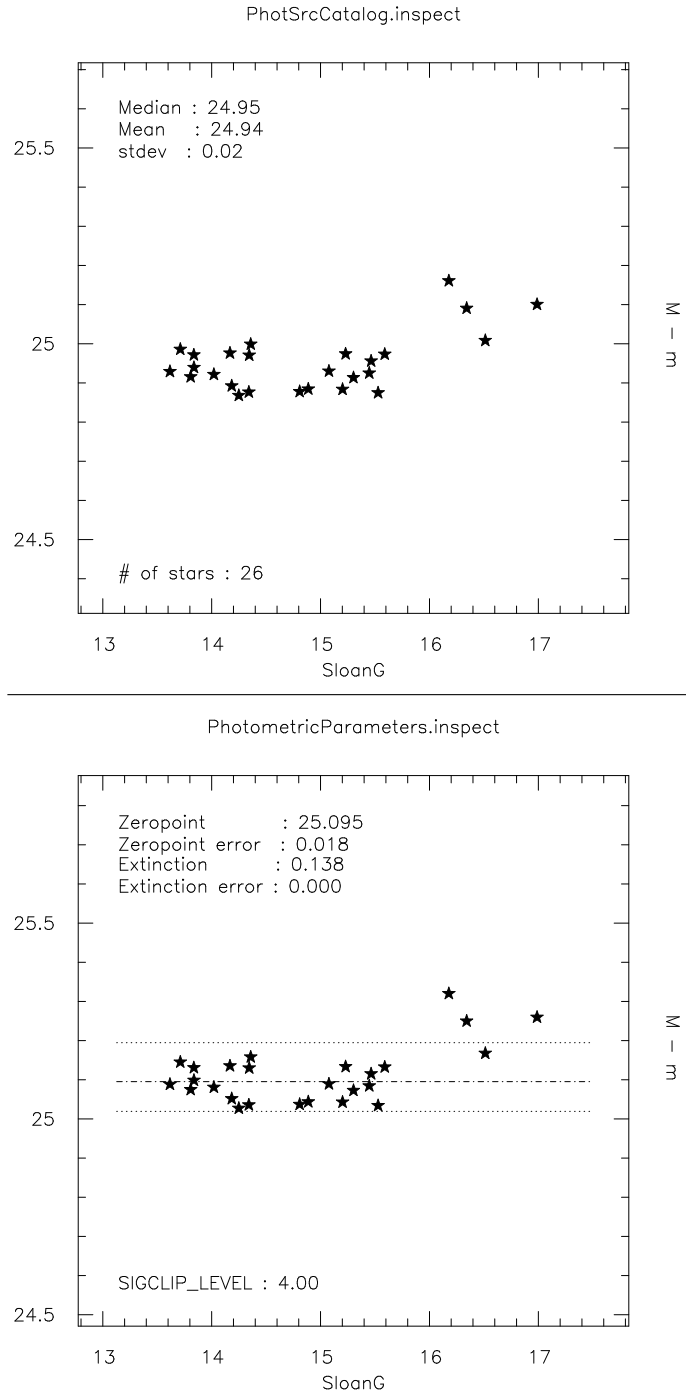 PhotSrcCatalog.inspect
Median : 24.95
Mean : 24.94
stdev : 0.02
25.5
25
24.5
M - m
# of stars : 26
13 14 15 16 17
SloanG
PhotometricParameters.inspect
Zeropoint : 25.095
Zeropoint error : 0.018
Extinction : 0.138
Extinction error : 0.000
25.5
25
24.5
M - m
SIGCLIP_LEVEL : 4.00
13 14 15 16 17
SloanG